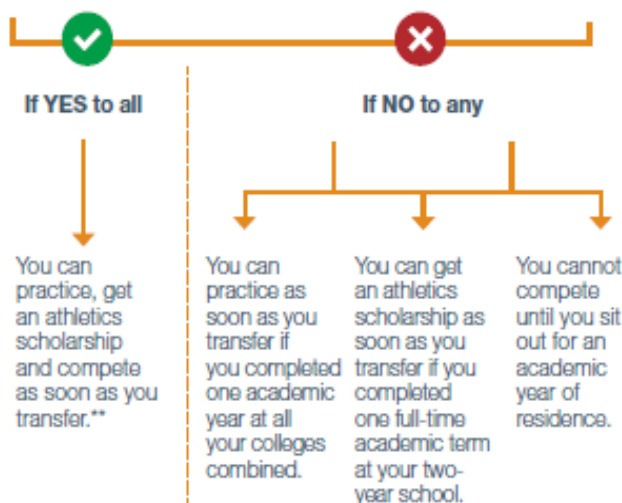 If YES to all
If NO to any
You can
practice, get
an athletics
scholarship
and compete
as soon as you
transfer.**
You can
practice as
soon as you
transfer if
you completed
one academic
year at all
your colleges
combined.
You can get
an athletics
scholarship as
soon as you
transfer if you
completed
one full-time
academic term
at your two-
year school.
You cannot
compete
until you sit
out for an
academic
year of
residence.